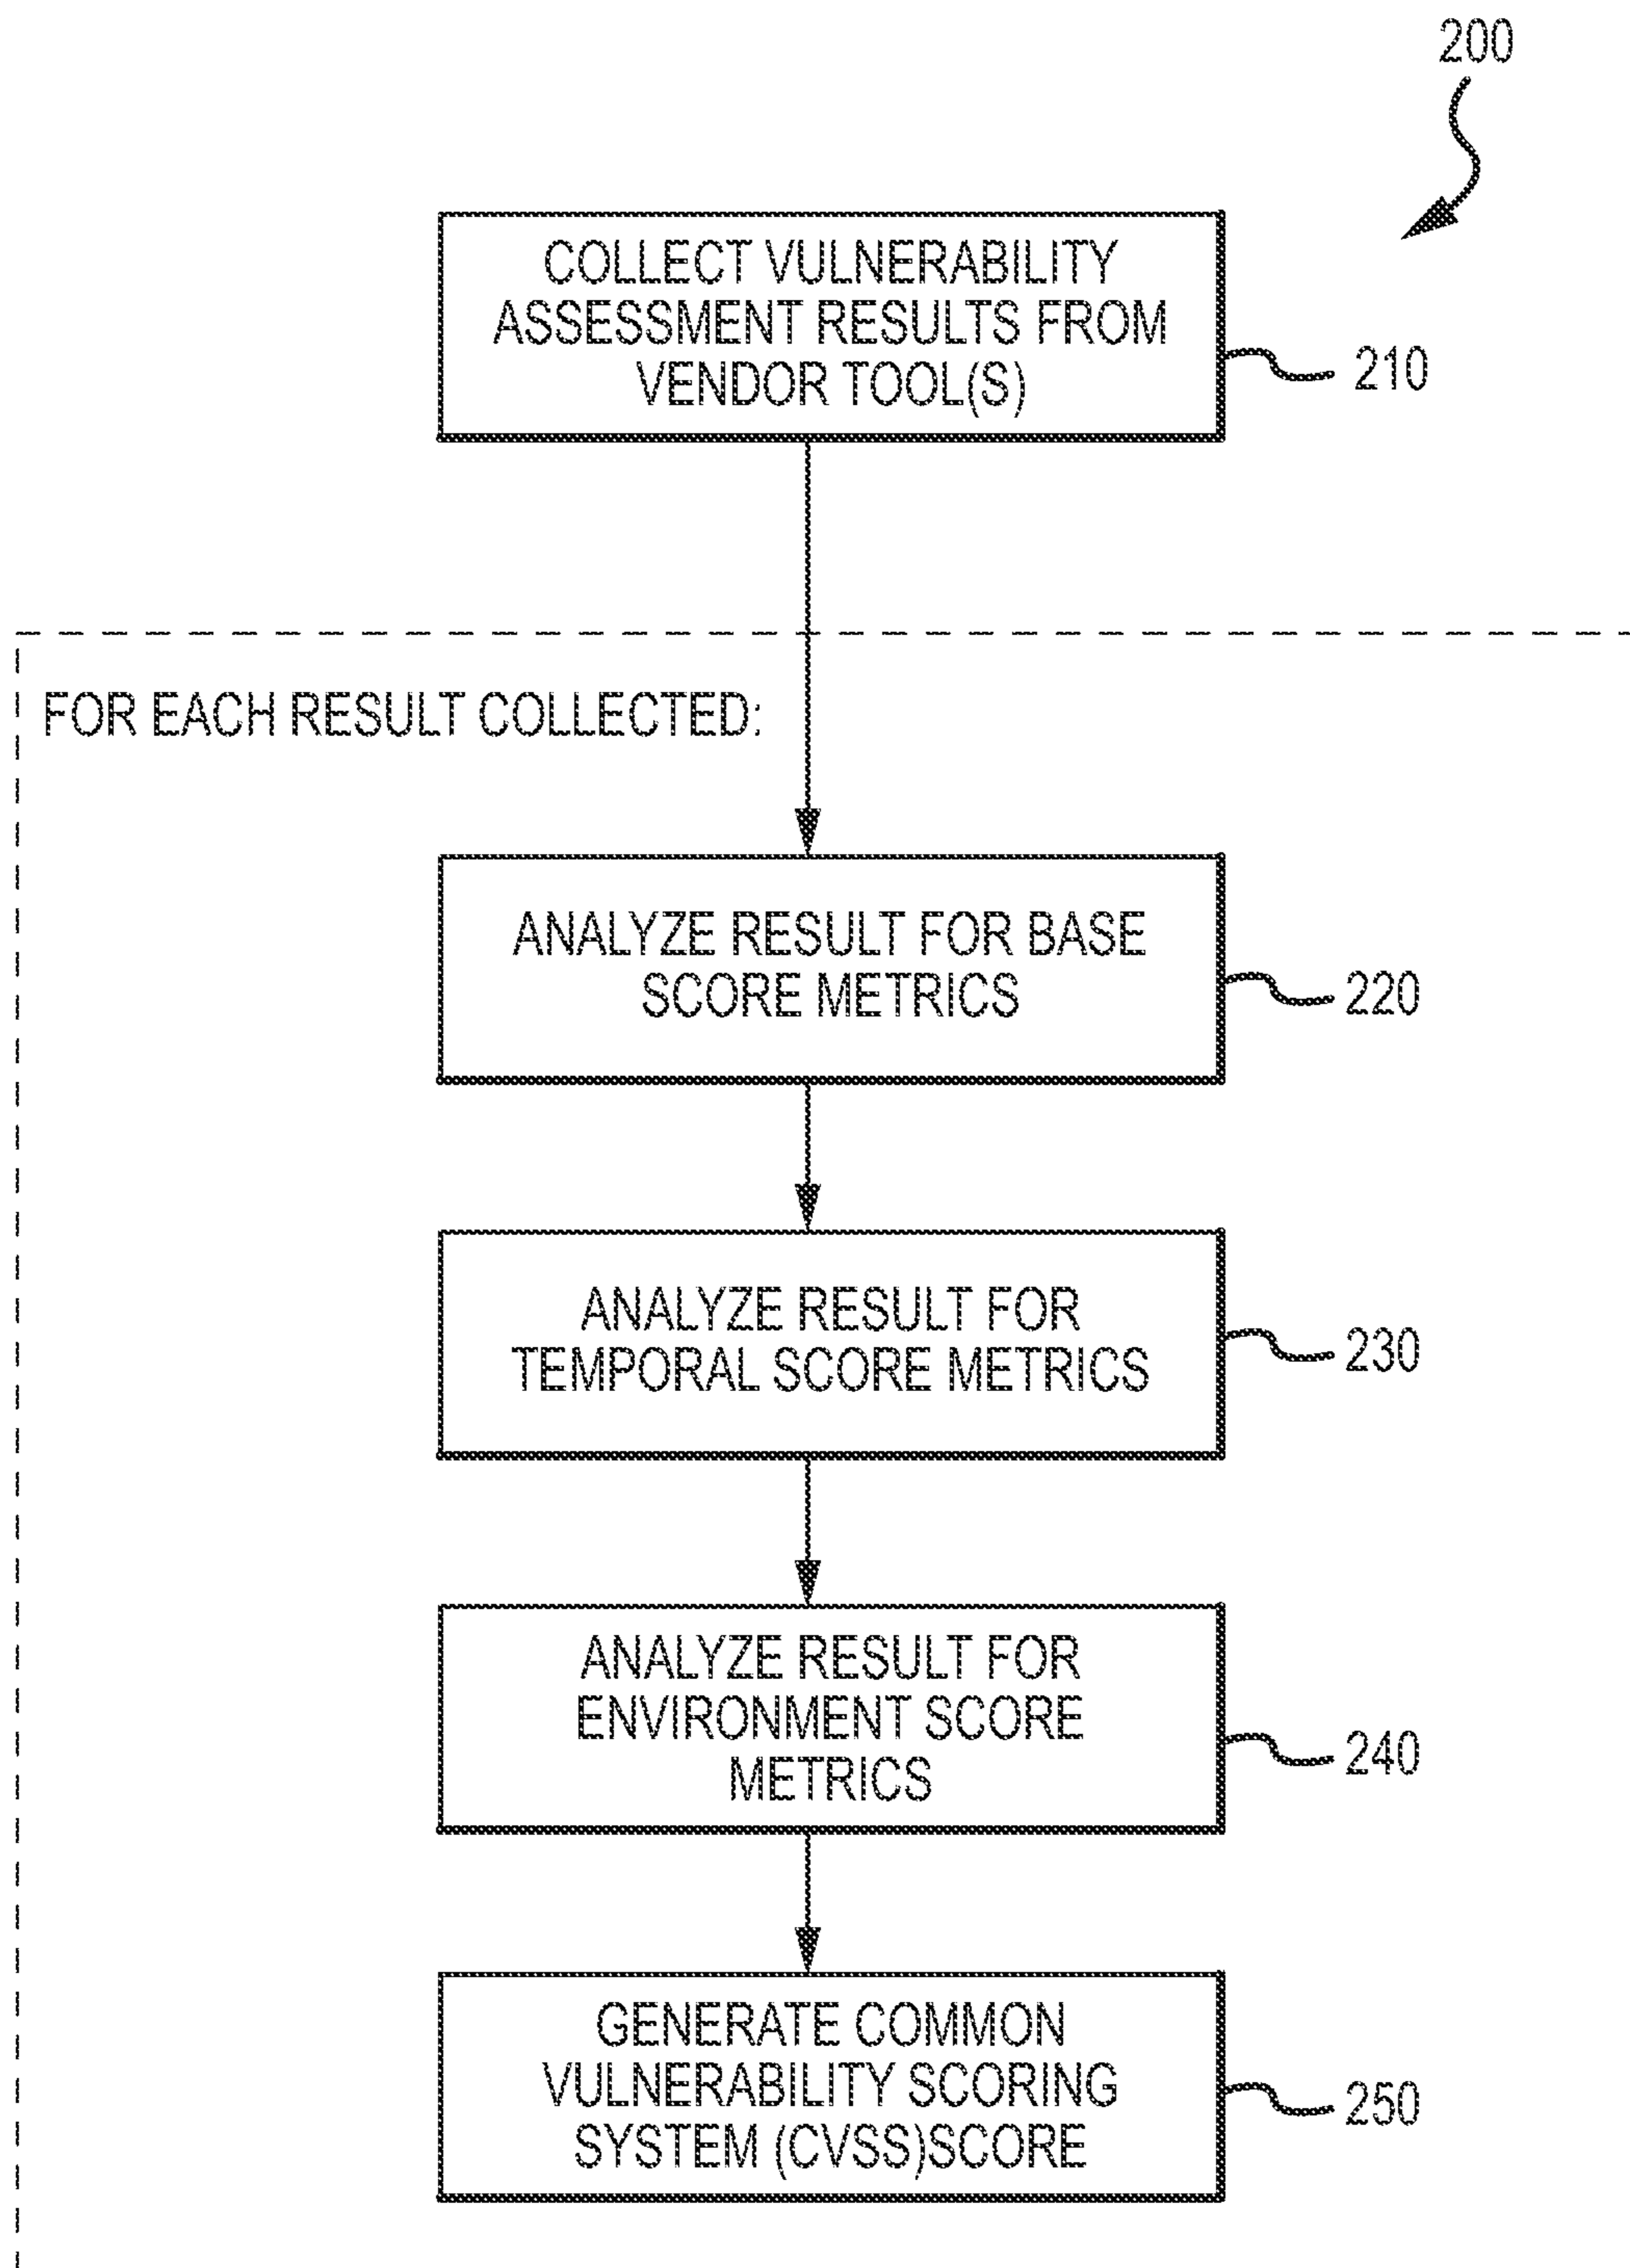 200
COLLECT VULNERABILITY
ASSESSMENT RESULTS FROM
VENDOR TOOL(S)
210
FOR EACH RESULT COLLECTED:
ANALYZE RESULT FOR BASE
SCORE METRICS
220
ANALYZE RESULT FOR
TEMPORAL SCORE METRICS
230
ANALYZE RESULT FOR
ENVIRONMENT SCORE
METRICS
240
GENERATE COMMON
VULNERABILITY SCORING
SYSTEM (CVSS)SCORE
250